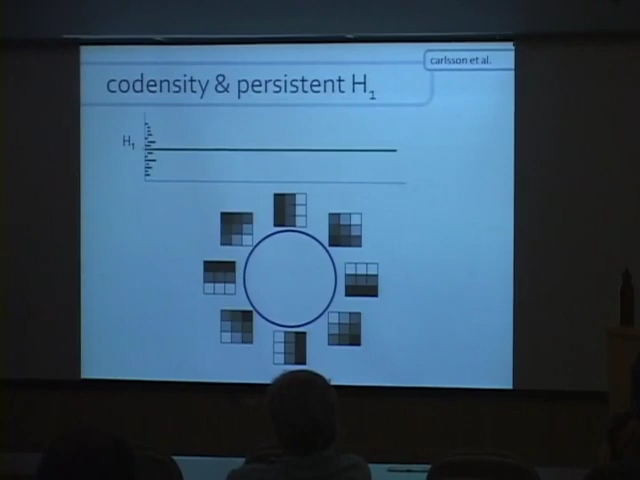 carlsson et al.
codensity & persistent H₁
H₁